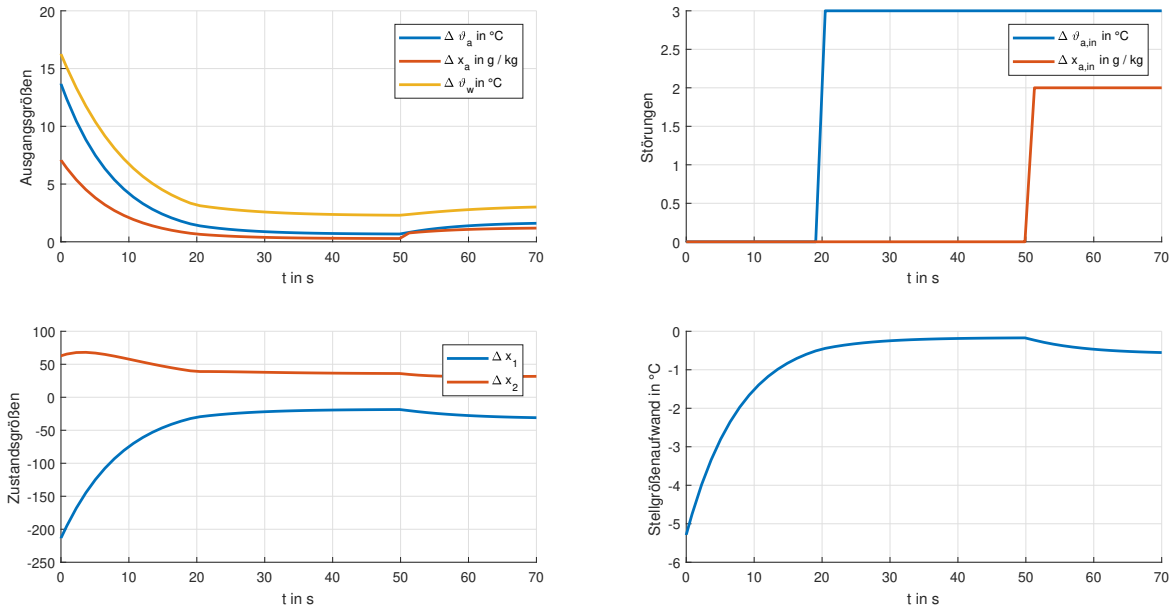 20
15
10
5
0
Ausgangsgrößen
Δ ϑa in °C
Δ xa in g / kg
Δ ϑw in °C
0 10 20 30 40 50 60 70
t in s
3
2.5
2
1.5
1
0.5
0
Störungen
Δ ϑa,in in °C
Δ xa,in in g / kg
0 10 20 30 40 50 60 70
t in s
100
50
0
-50
-100
-150
-200
-250
Zustandsgrößen
Δ x1
Δ x2
0 10 20 30 40 50 60 70
t in s
0
-1
-2
-3
-4
-5
-6
Stellgrößenaufwand in °C
0 10 20 30 40 50 60 70
t in s